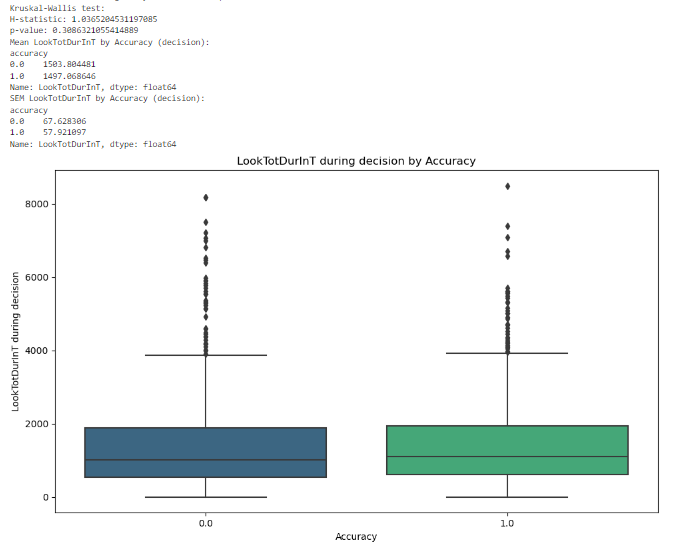 Kruskal-Wallis test:
H-statistic: 1.0365204531197085
p-value: 0.3086321055414889
Mean LookTotDurInT by Accuracy (decision):
accuracy
0.0    1503.804481
1.0    1497.068646
Name: LookTotDurInT, dtype: float64
SEM LookTotDurInT by Accuracy (decision):
accuracy
0.0    67.628306
1.0    57.921097
Name: LookTotDurInT, dtype: float64
LookTotDurInT during decision by Accuracy
LookTotDurInT during decision
8000
6000
4000
2000
0
0.0
1.0
Accuracy